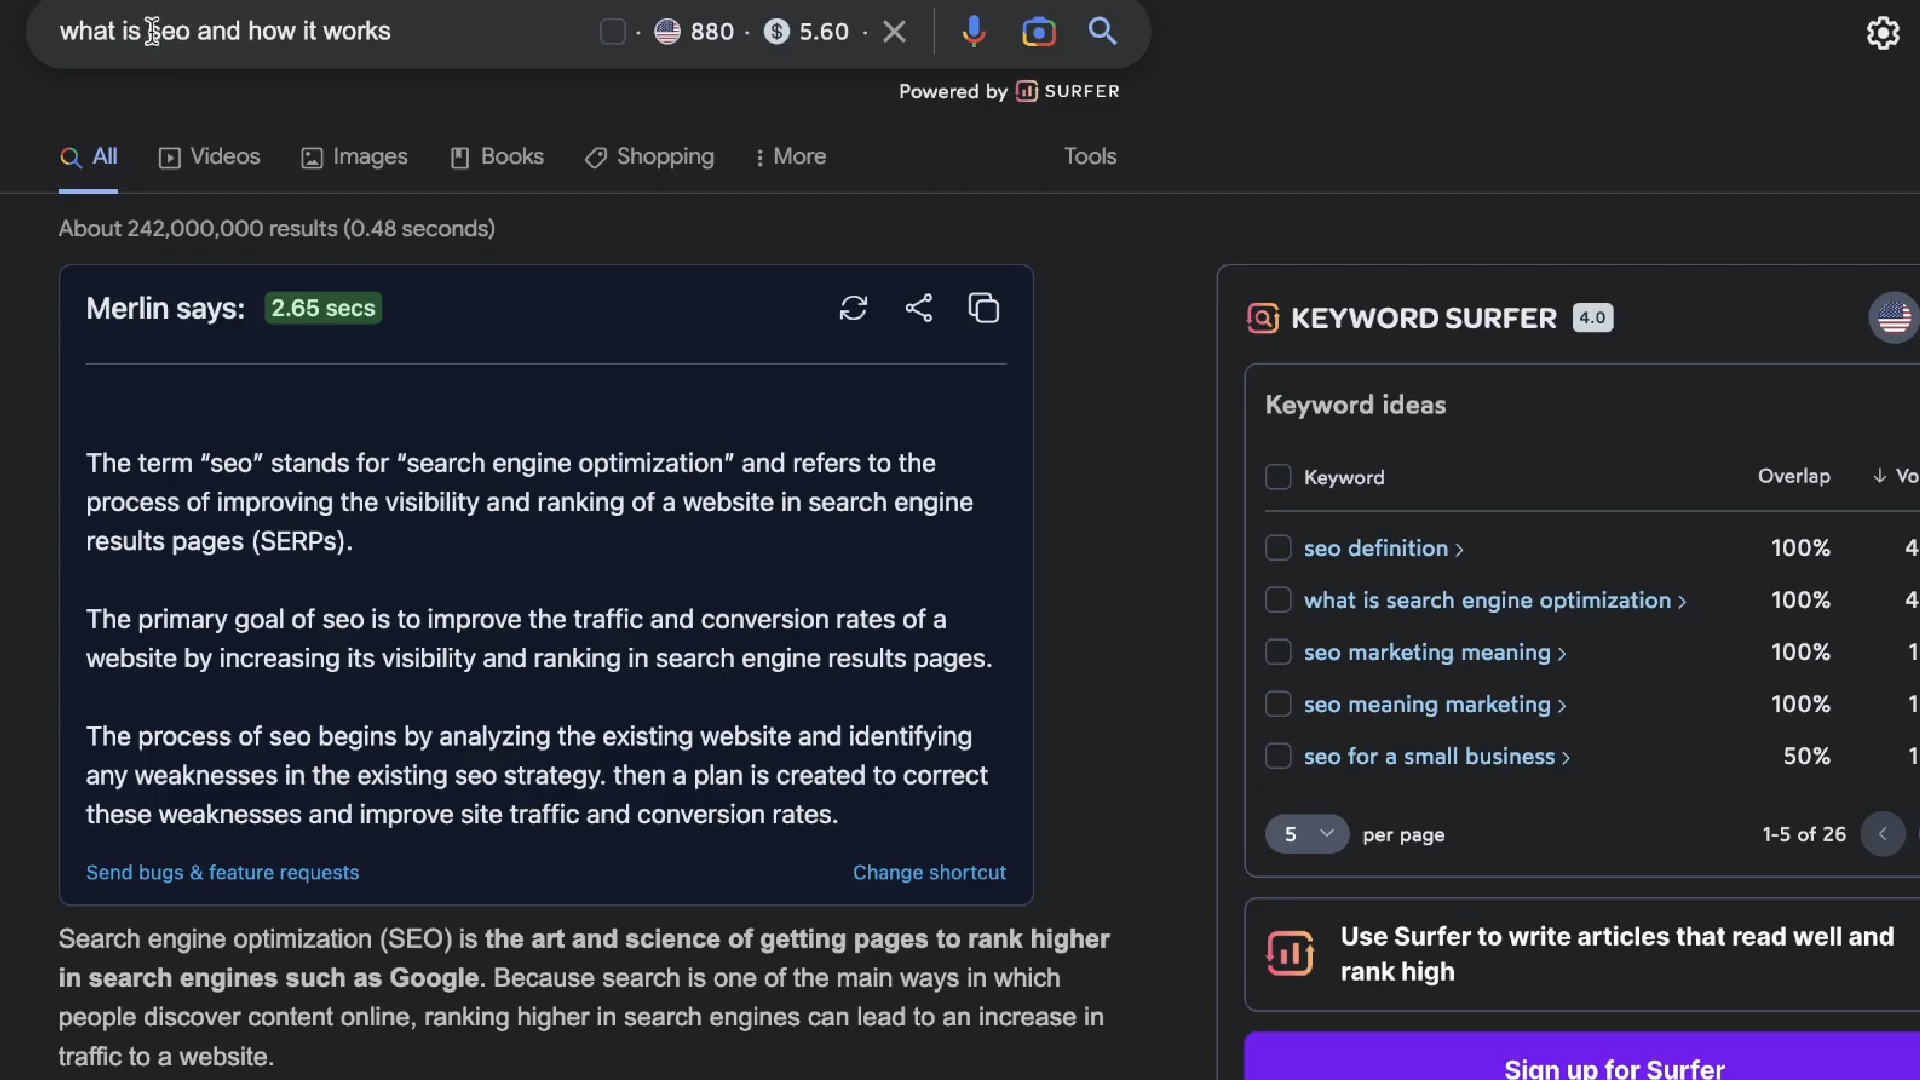 what is seo and how it works
· 880 · $ 5.60 ·
Powered by SURFER
All Videos Images Books Shopping More Tools
About 242,000,000 results (0.48 seconds)
Merlin says: 2.65 secs
The term “seo” stands for “search engine optimization” and refers to the
process of improving the visibility and ranking of a website in search engine
results pages (SERPs).
The primary goal of seo is to improve the traffic and conversion rates of a
website by increasing its visibility and ranking in search engine results pages.
The process of seo begins by analyzing the existing website and identifying
any weaknesses in the existing seo strategy. then a plan is created to correct
these weaknesses and improve site traffic and conversion rates.
Send bugs & feature requests Change shortcut
Search engine optimization (SEO) is the art and science of getting pages to rank higher
in search engines such as Google. Because search is one of the main ways in which
people discover content online, ranking higher in search engines can lead to an increase in
traffic to a website.
KEYWORD SURFER 4.0
Keyword ideas
Keyword Overlap ↓ Vo
seo definition › 100% 4
what is search engine optimization › 100% 4
seo marketing meaning › 100% 1
seo meaning marketing › 100% 1
seo for a small business › 50% 1
5 per page 1-5 of 26
Use Surfer to write articles that read well and
rank high
Sign up for Surfer